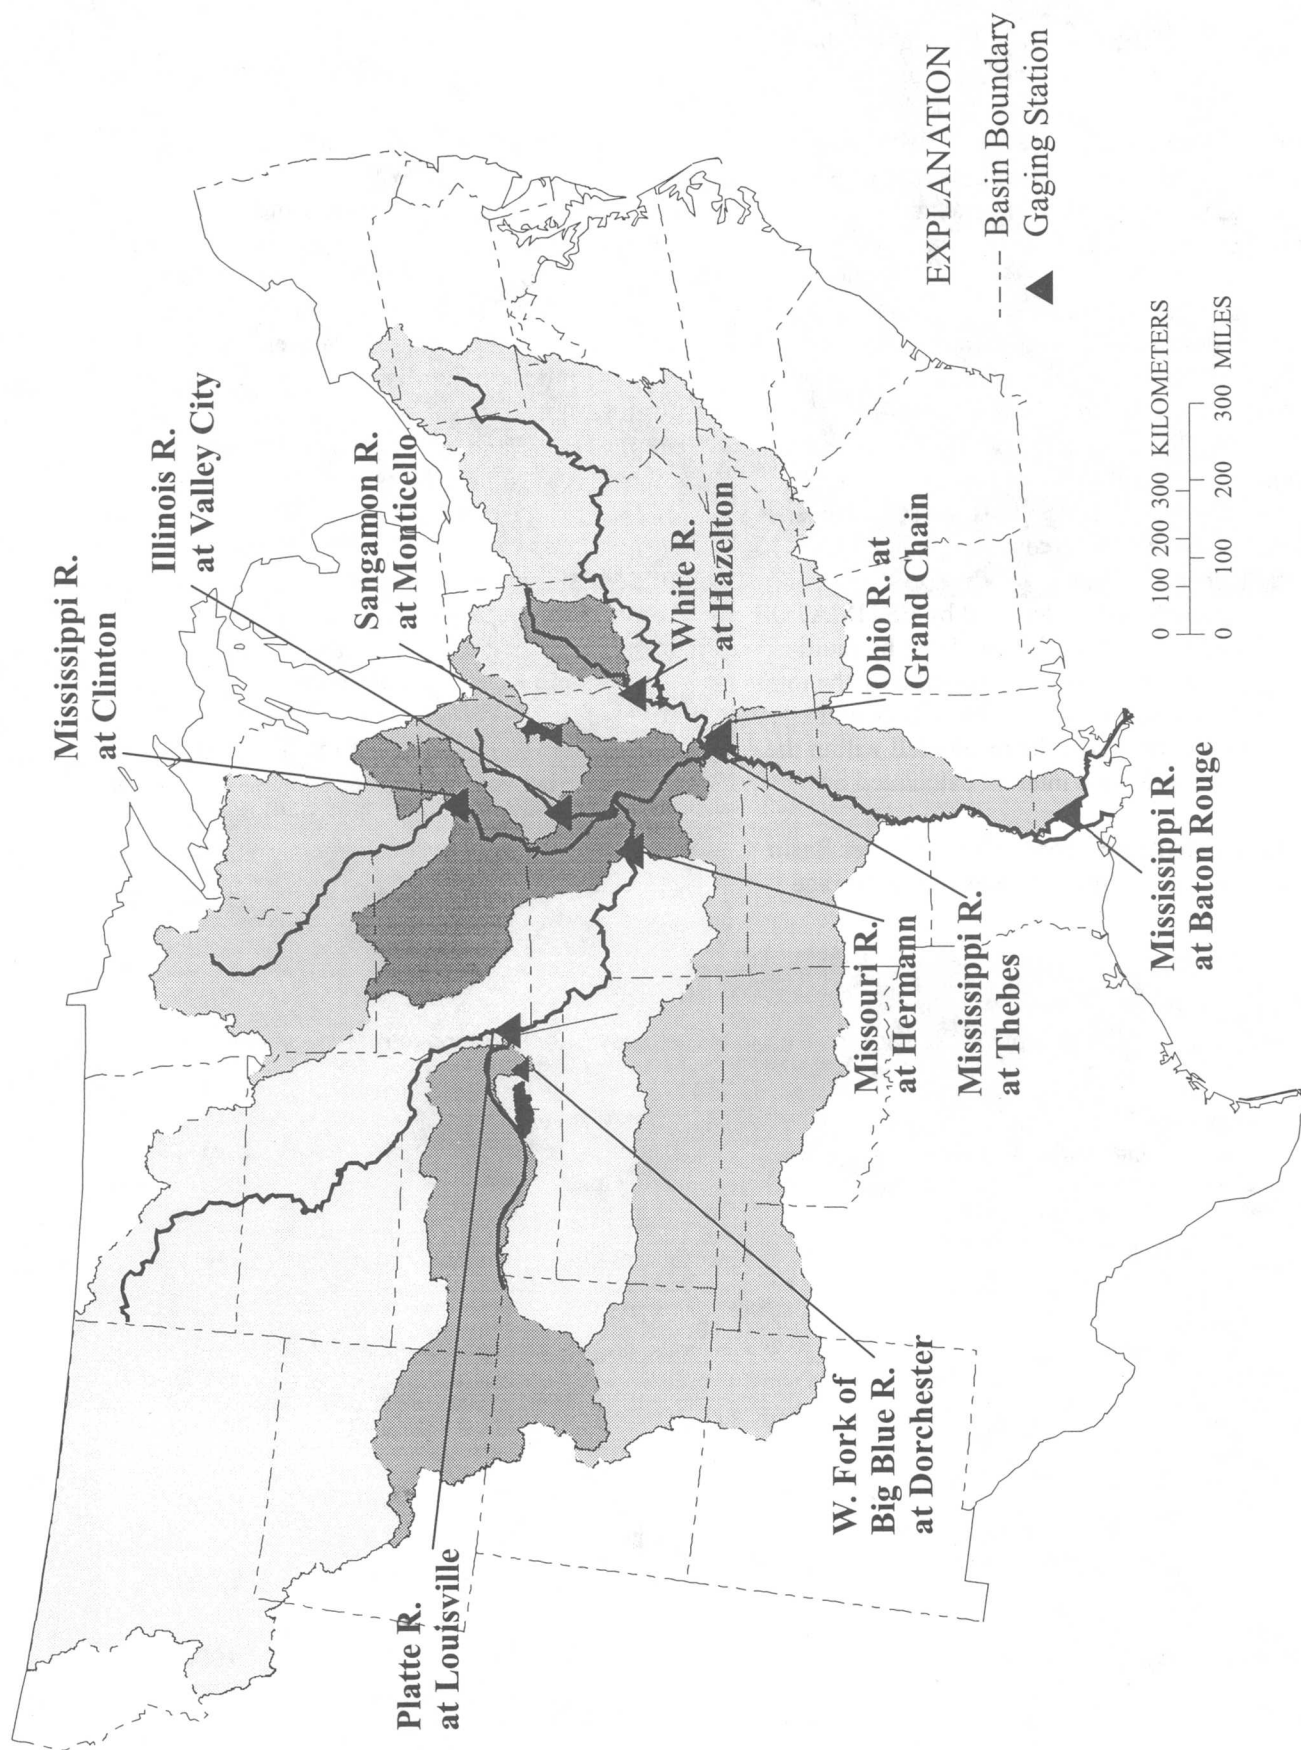 Mississippi R.
at Clinton
Illinois R.
at Valley City
Sangamon R.
at Monticello
White R.
at Hazelton
Ohio R. at
Grand Chain
Mississippi R.
at Baton Rouge
Missouri R.
at Hermann
Mississippi R.
at Thebes
W. Fork of
Big Blue R.
at Dorchester
Platte R.
at Louisville
EXPLANATION
Basin Boundary
Gaging Station
0 100 200 300 KILOMETERS
0 100 200 300 MILES